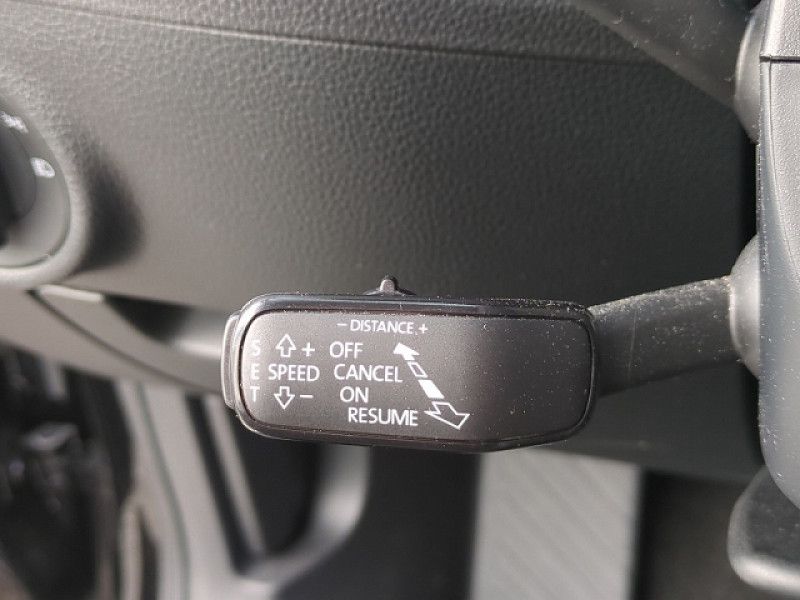 - DISTANCE +
S + OFF
E SPEED CANCEL
T - ON
RESUME